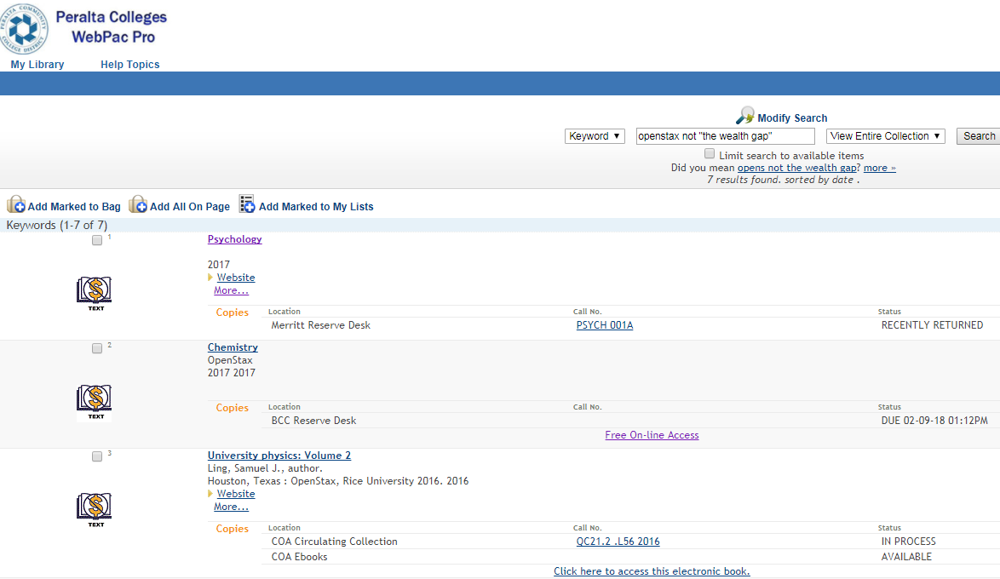 Peralta Colleges
WebPac Pro
PERALTA COMMUNITY COLLEGE DISTRICT
My Library Help Topics
Modify Search
Keyword ▼ openstax not "the wealth gap" View Entire Collection ▼ Search
Limit search to available items
Did you mean opens not the wealth gap? more »
7 results found. sorted by date .
Add Marked to Bag Add All On Page Add Marked to My Lists
Keywords (1-7 of 7)
1 Psychology
2017
Website
More...
$
TEXT
Copies Location Call No. Status
Merritt Reserve Desk PSYCH 001A RECENTLY RETURNED
2 Chemistry
OpenStax
2017 2017
$
TEXT
Copies Location Call No. Status
BCC Reserve Desk DUE 02-09-18 01:12PM
Free On-line Access
3 University physics: Volume 2
Ling, Samuel J., author.
Houston, Texas : OpenStax, Rice University 2016. 2016
Website
More...
$
TEXT
Copies Location Call No. Status
COA Circulating Collection QC21.2 .L56 2016 IN PROCESS
COA Ebooks AVAILABLE
Click here to access this electronic book.